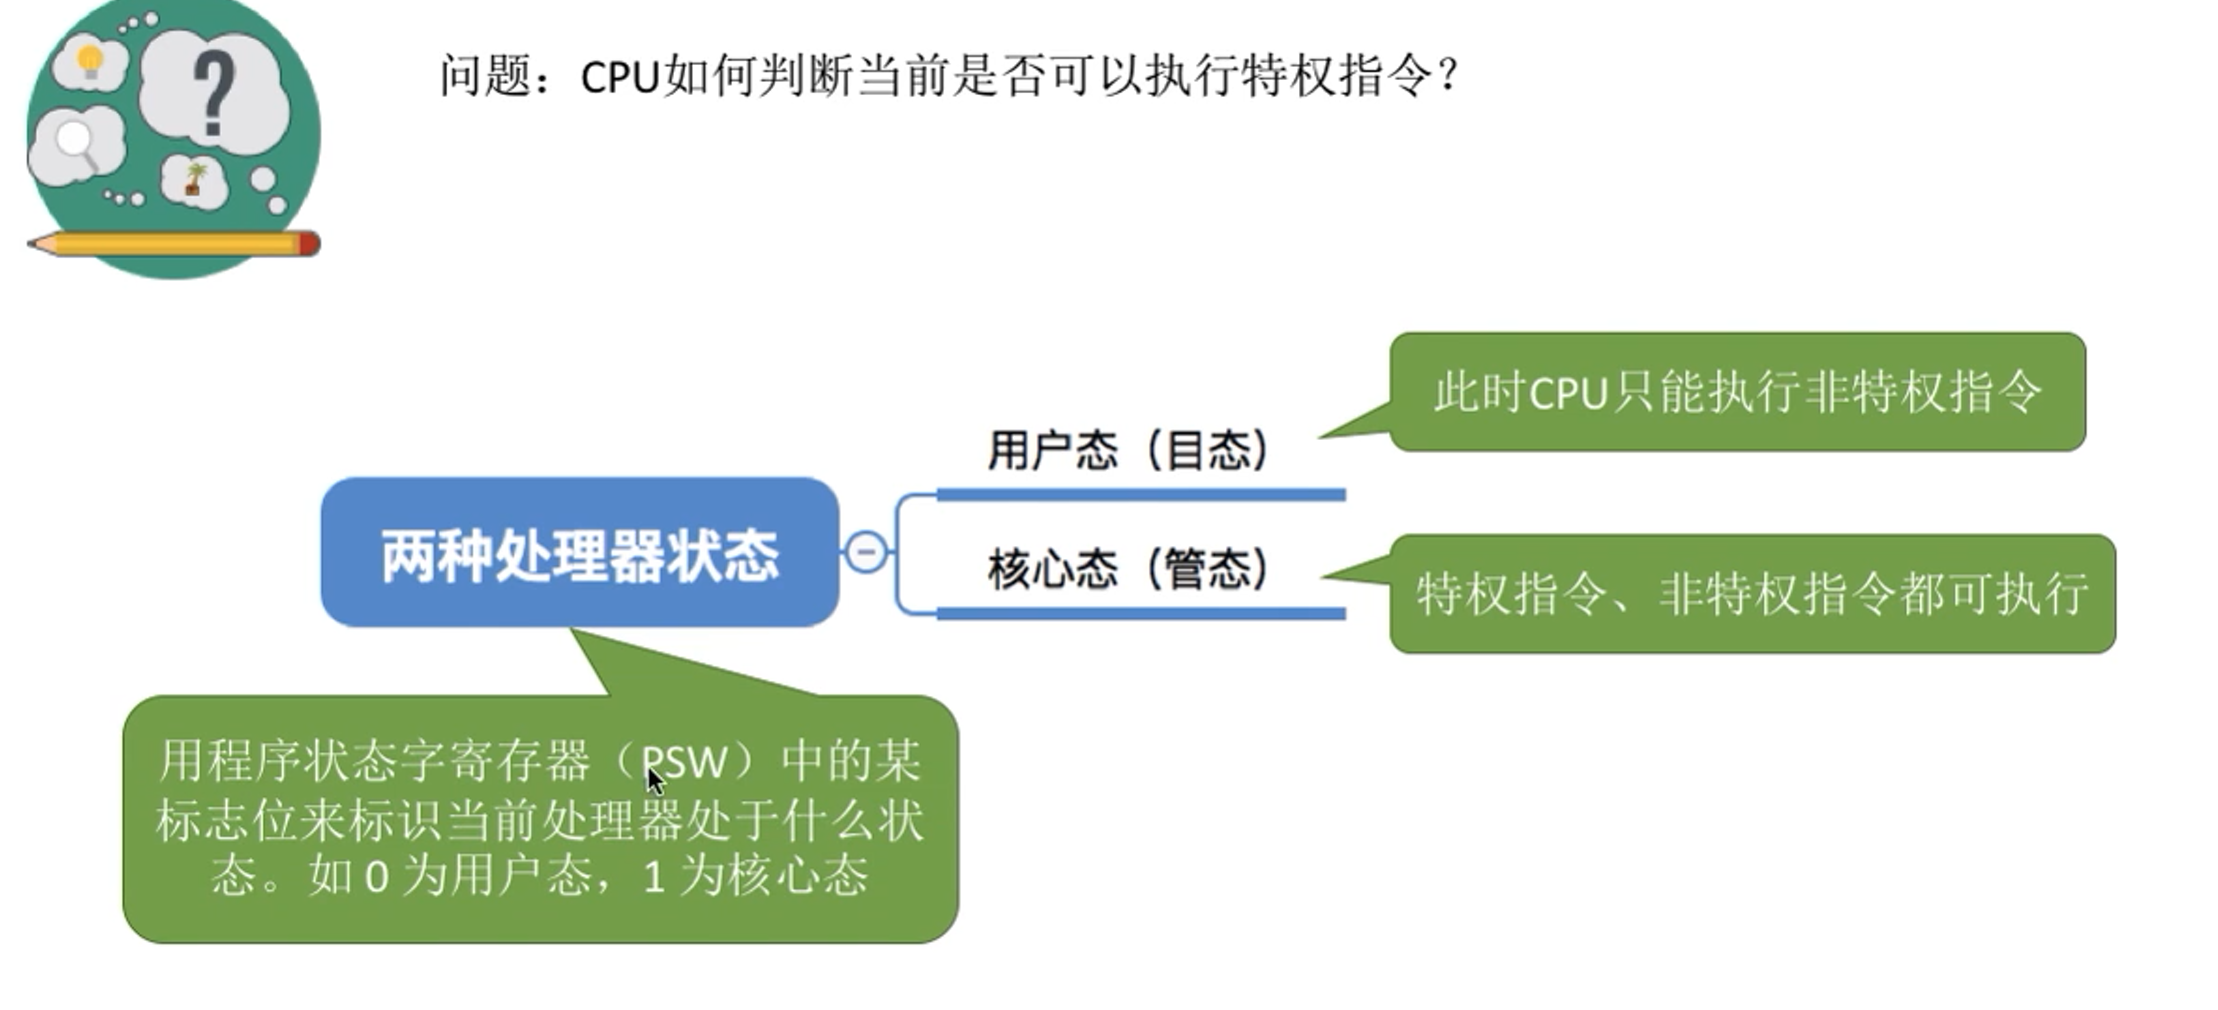 问题：CPU如何判断当前是否可以执行特权指令？
此时CPU只能执行非特权指令
用户态（目态）
两种处理器状态
核心态（管态）
特权指令、非特权指令都可执行
用程序状态字寄存器（PSW）中的某
标志位来标识当前处理器处于什么状
态。如 0 为用户态，1 为核心态